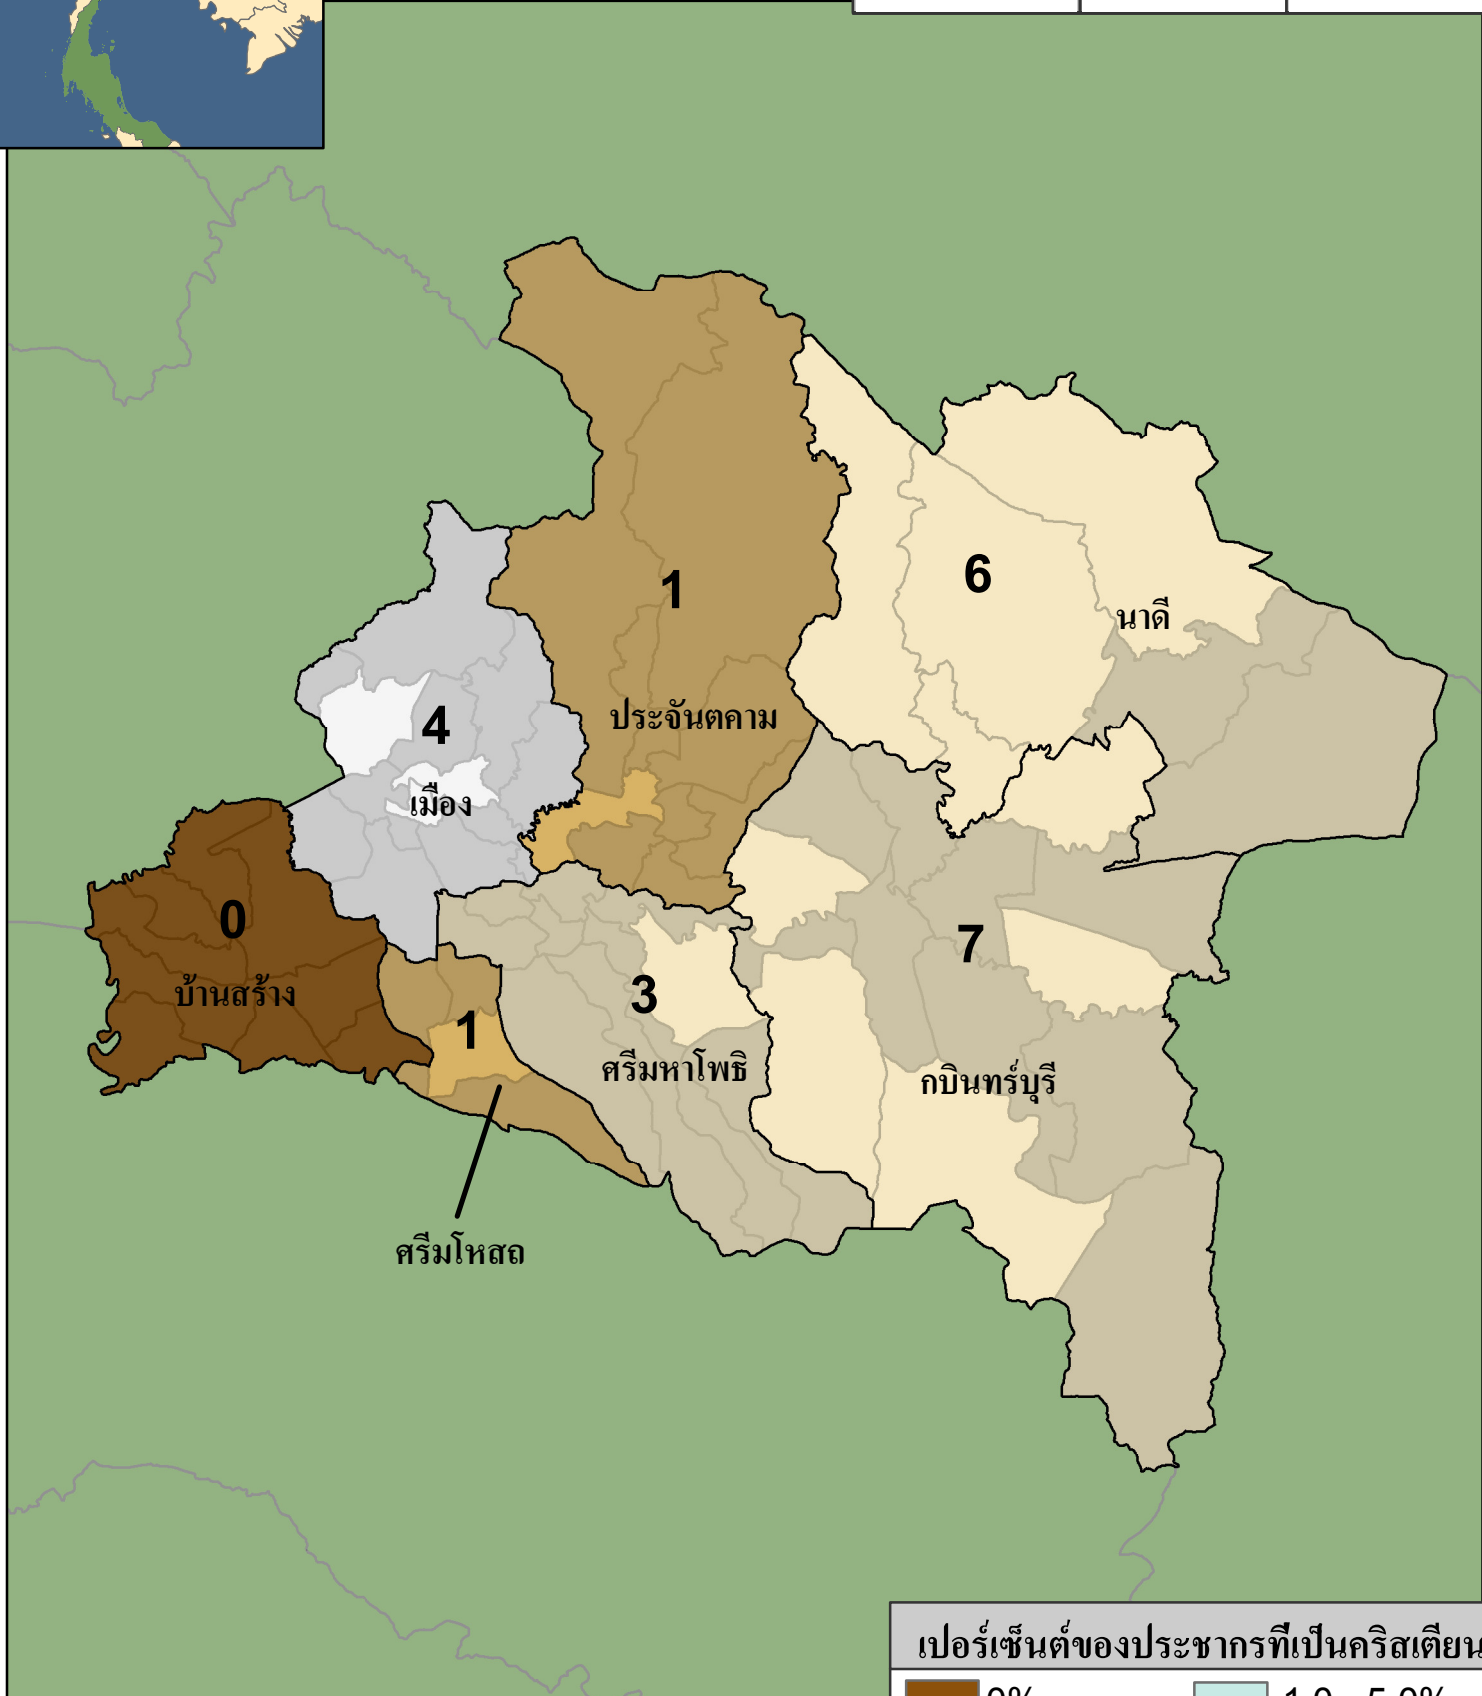 1
6
นาดี
4
ประจันตคาม
เมือง
0
บ้านสร้าง
1
3
7
ศรีมหาโพธิ
กบินทร์บุรี
ศรีมโหสถ
เปอร์เซ็นต์ของประชากรที่เป็นคริสเตียน